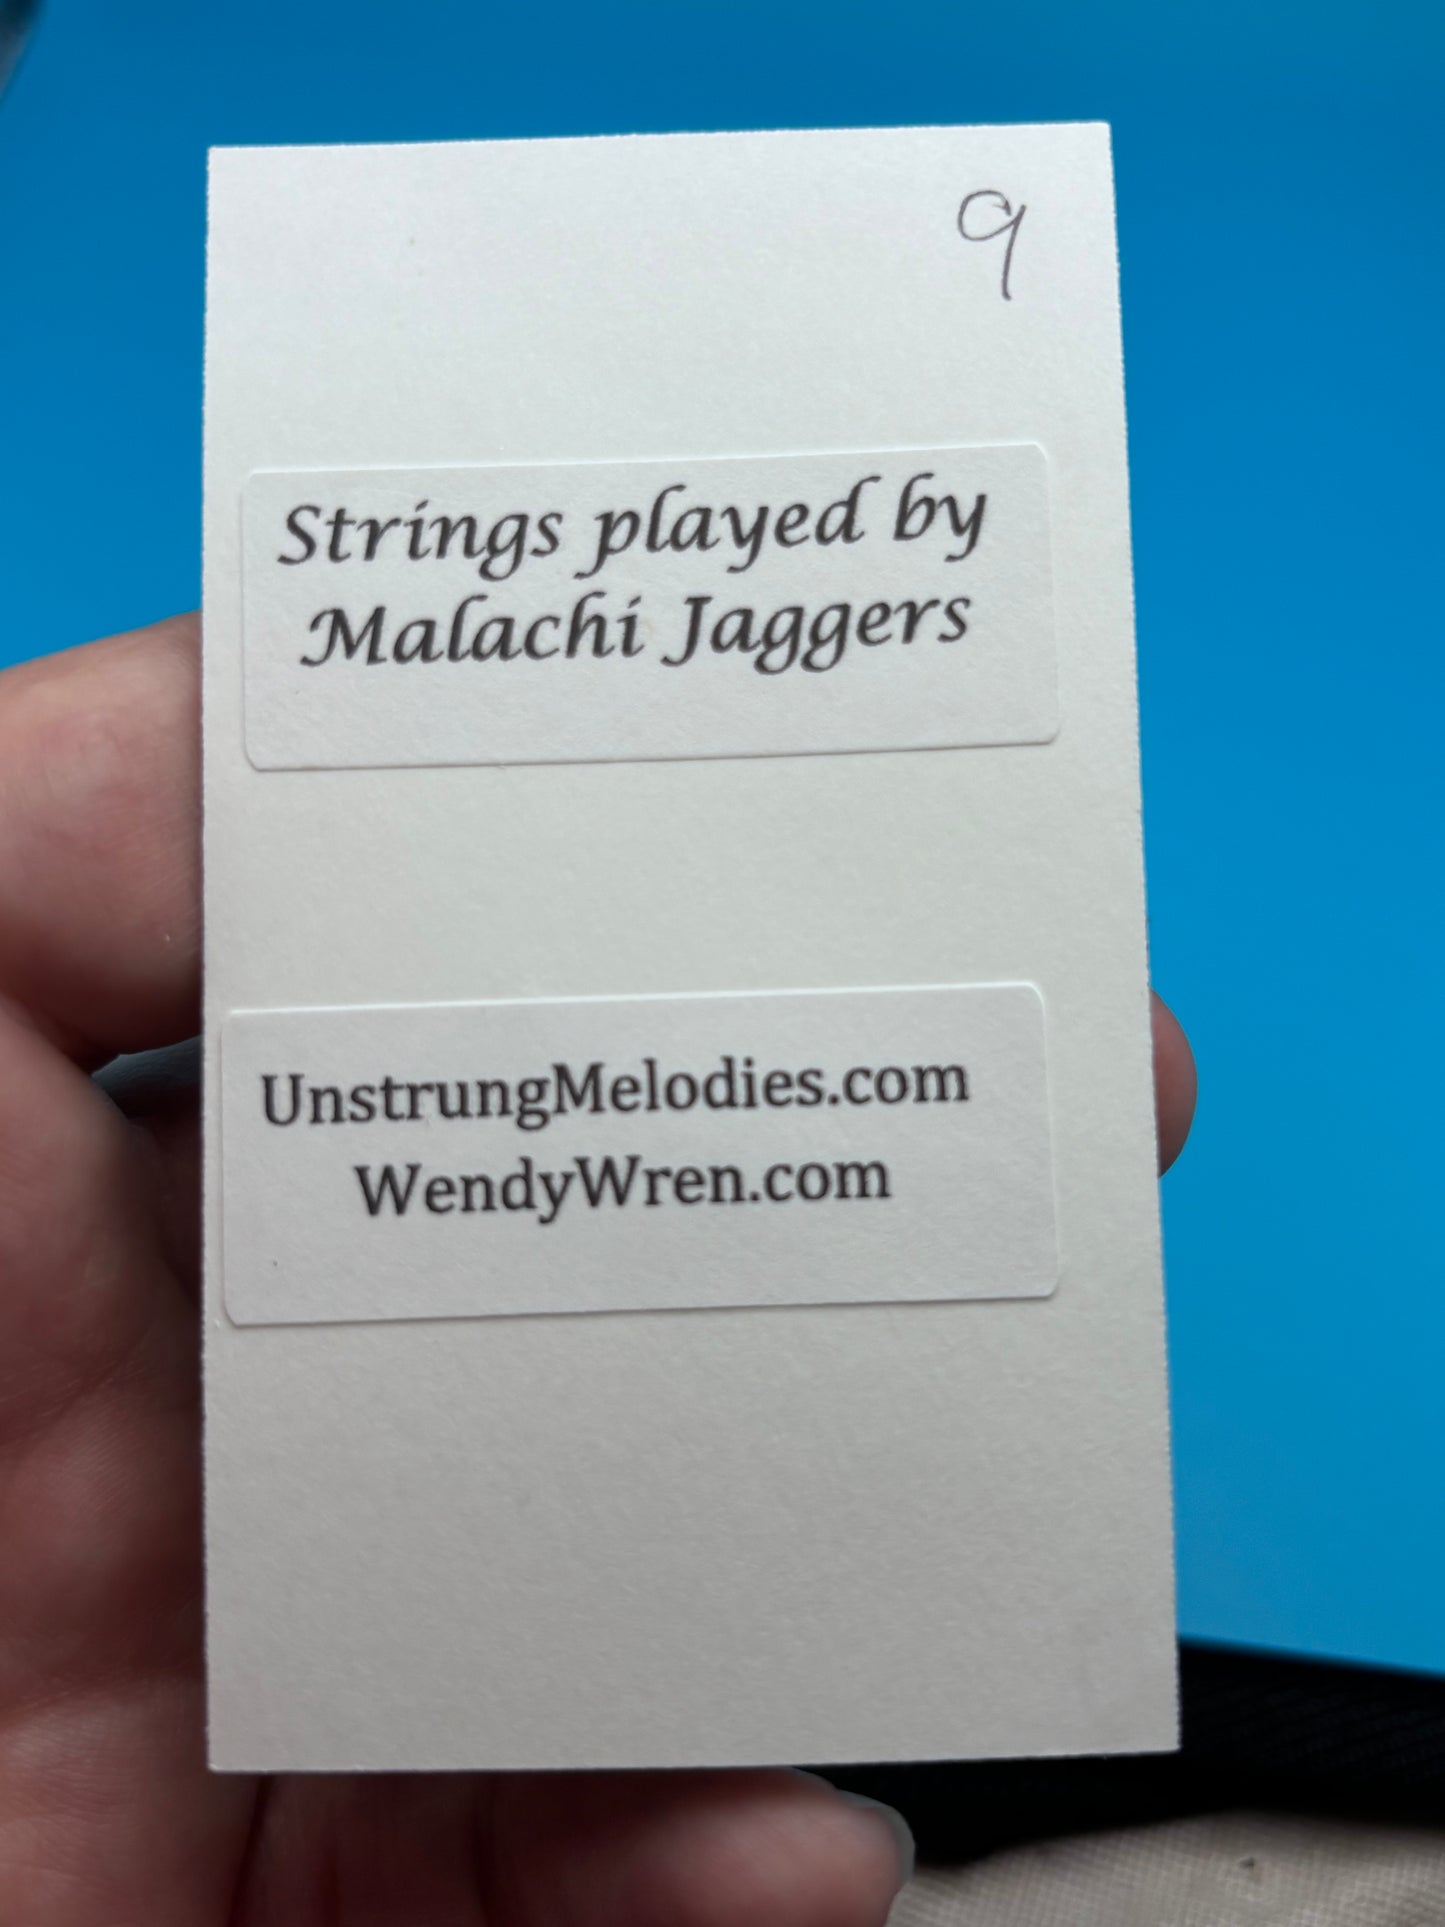 9
Strings played by
Malachi Jaggers
UnstrungMelodies.com
WendyWren.com